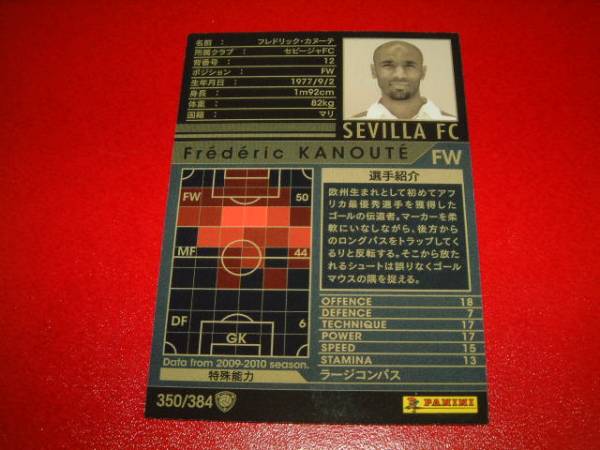 名前 : フレドリック・カヌーテ
所属クラブ : セビージャFC
背番号 : 12
ポジション : FW
生年月日 : 1977/9/2
身長 : 1m92cm
体重 : 82kg
国籍 : マリ
SEVILLA FC
Frédéric KANOUTÉ FW
FW 50
MF 44
DF 6
GK
Data from 2009-2010 season.
選手紹介
欧州生まれとして初めてアフ
リカ最優秀選手を獲得した
ゴールの伝道者。マーカーを柔
軟にいなしながら、後方から
のロングパスをトラップしてく
るりと反転する。そこから放た
れるシュートは誤りなくゴール
マウスの隅を捉える。
OFFENCE 18
DEFENCE 7
TECHNIQUE 17
POWER 17
SPEED 15
STAMINA 13
特殊能力 ラージコンパス
350/384
PANINI